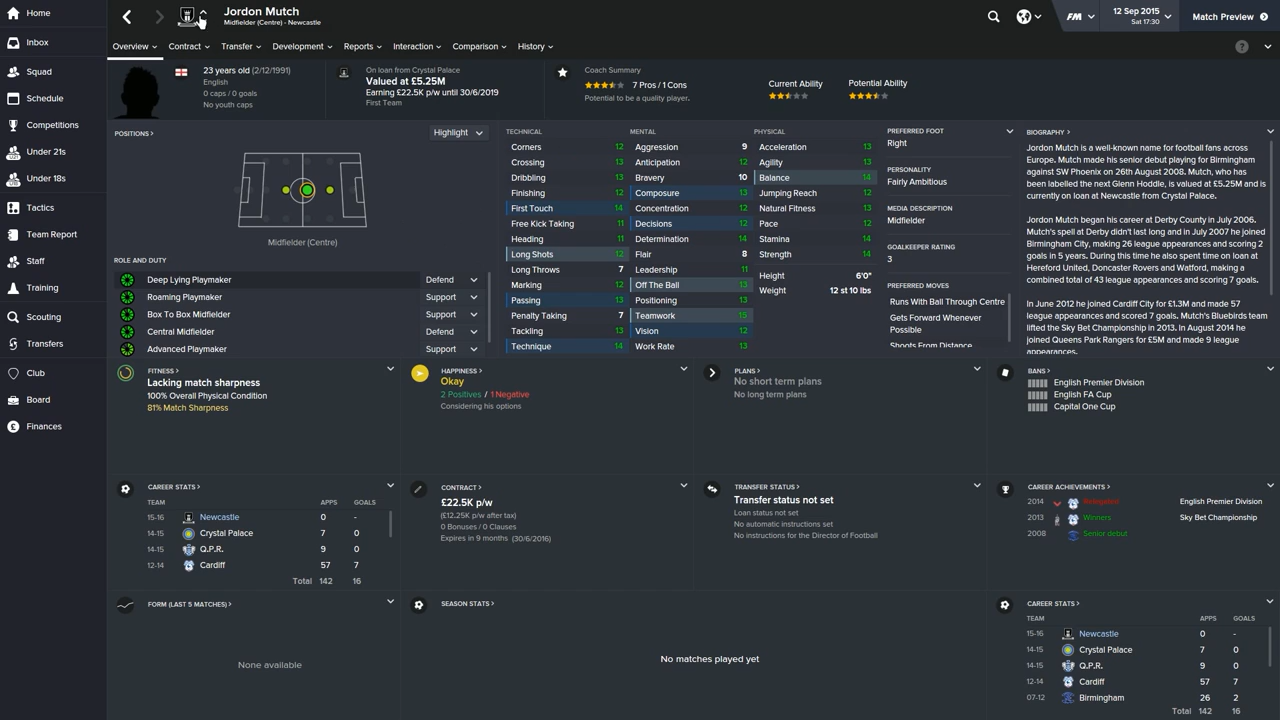 Home
Inbox
Squad
Schedule
Competitions
Under 21s
Under 18s
Tactics
Team Report
Staff
Training
Scouting
Transfers
Club
Board
Finances
Jordon Mutch
Midfielder (Centre) - Newcastle
FM
12 Sep 2015
Sat 17:30
Match Preview
Overview
Contract
Transfer
Development
Reports
Interaction
Comparison
History
23 years old (2/12/1991)
English
0 caps / 0 goals
No youth caps
On loan from Crystal Palace
Valued at £5.25M
Earning £22.5K p/w until 30/6/2019
First Team
Coach Summary
7 Pros / 1 Cons
Potential to be a quality player.
Current Ability
Potential Ability
POSITIONS >
Highlight
Midfielder (Centre)
ROLE AND DUTY
Deep Lying Playmaker Defend
Roaming Playmaker Support
Box To Box Midfielder Support
Central Midfielder Defend
Advanced Playmaker Support
TECHNICAL
Corners 12
Crossing 13
Dribbling 13
Finishing 12
First Touch 14
Free Kick Taking 11
Heading 11
Long Shots 12
Long Throws 7
Marking 12
Passing 13
Penalty Taking 7
Tackling 13
Technique 14
MENTAL
Aggression 9
Anticipation 12
Bravery 10
Composure 13
Concentration 12
Decisions 12
Determination 14
Flair 8
Leadership 11
Off The Ball 13
Positioning 13
Teamwork 15
Vision 12
Work Rate 13
PHYSICAL
Acceleration 13
Agility 13
Balance 14
Jumping Reach 12
Natural Fitness 13
Pace 12
Stamina 14
Strength 14
Height 6'0"
Weight 12 st 10 lbs
PREFERRED FOOT
Right
PERSONALITY
Fairly Ambitious
MEDIA DESCRIPTION
Midfielder
GOALKEEPER RATING
3
PREFERRED MOVES
Runs With Ball Through Centre
Gets Forward Whenever
Possible
Shoots From Distance
BIOGRAPHY >
Jordon Mutch is a well-known name for football fans across
Europe. Mutch made his senior debut playing for Birmingham
against SW Phoenix on 26th August 2008. Mutch, who has
been labelled the next Glenn Hoddle, is valued at £5.25M and is
currently on loan at Newcastle from Crystal Palace.
Jordon Mutch began his career at Derby County in July 2006.
Mutch's spell at Derby didn't last long and in July 2007 he joined
Birmingham City, making 26 league appearances and scoring 2
goals in 5 years. During this time he also spent time on loan at
Hereford United, Doncaster Rovers and Watford, making a
combined total of 43 league appearances and scoring 7 goals.
In June 2012 he joined Cardiff City for £1.3M and made 57
league appearances and scored 7 goals. Mutch's Bluebirds team
lifted the Sky Bet Championship in 2013. In August 2014 he
joined Queens Park Rangers for £5M and made 9 league
appearances.
FITNESS >
Lacking match sharpness
100% Overall Physical Condition
81% Match Sharpness
HAPPINESS >
Okay
2 Positives / 1 Negative
Considering his options
PLANS >
No short term plans
No long term plans
BANS >
English Premier Division
English FA Cup
Capital One Cup
CAREER STATS >
TEAM APPS GOALS
15-16 Newcastle 0 -
14-15 Crystal Palace 7 0
14-15 Q.P.R. 9 0
12-14 Cardiff 57 7
Total 142 16
CONTRACT >
£22.5K p/w
(£12.25K p/w after tax)
0 Bonuses / 0 Clauses
Expires in 9 months (30/6/2016)
TRANSFER STATUS >
Transfer status not set
Loan status not set
No automatic instructions set
No instructions for the Director of Football
CAREER ACHIEVEMENTS >
2014 Relegation English Premier Division
2013 Winners Sky Bet Championship
2008 Senior debut
FORM (LAST 5 MATCHES) >
None available
SEASON STATS >
No matches played yet
CAREER STATS >
TEAM APPS GOALS
15-16 Newcastle 0 -
14-15 Crystal Palace 7 0
14-15 Q.P.R. 9 0
12-14 Cardiff 57 7
07-12 Birmingham 26 2
Total 142 16